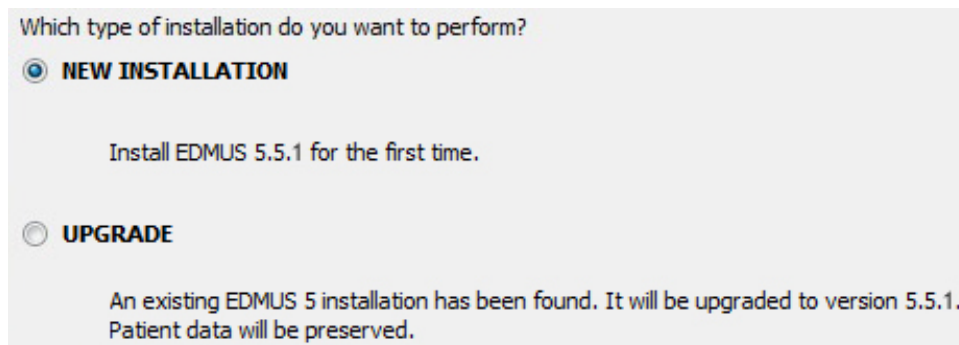 Which type of installation do you want to perform?
NEW INSTALLATION
Install EDMUS 5.5.1 for the first time.
UPGRADE
An existing EDMUS 5 installation has been found. It will be upgraded to version 5.5.1.
Patient data will be preserved.